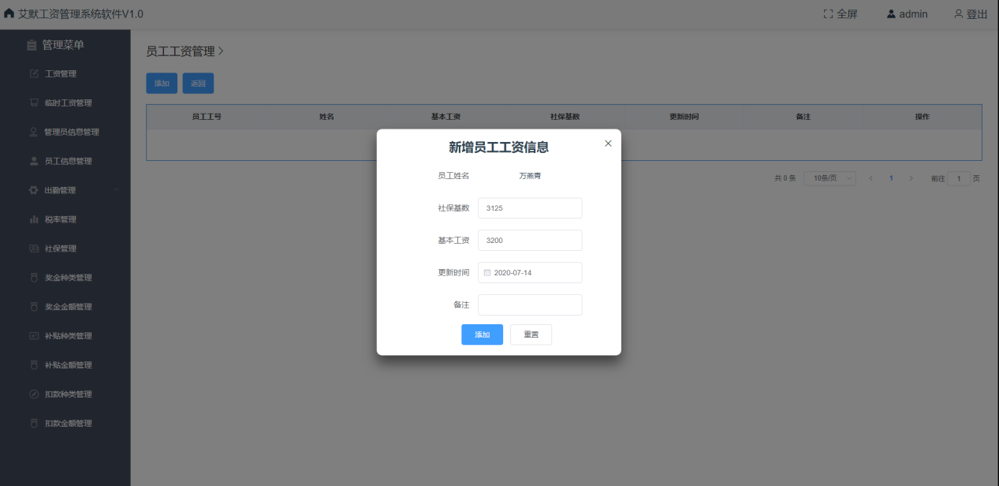 艾默工资管理系统软件V1.0 全屏 admin 登出
管理菜单
工资管理
临时工资管理
管理员信息管理
员工信息管理
出勤管理
税率管理
社保管理
奖金种类管理
奖金金额管理
补贴种类管理
补贴金额管理
扣款种类管理
扣款金额管理
员工工资管理
添加 返回
员工工号 姓名 基本工资 社保基数 更新时间 备注 操作
共 0 条 10条/页 1 前往 1 页
新增员工工资信息
员工姓名 万燕青
社保基数 3125
基本工资 3200
更新时间 2020-07-14
备注
添加 重置